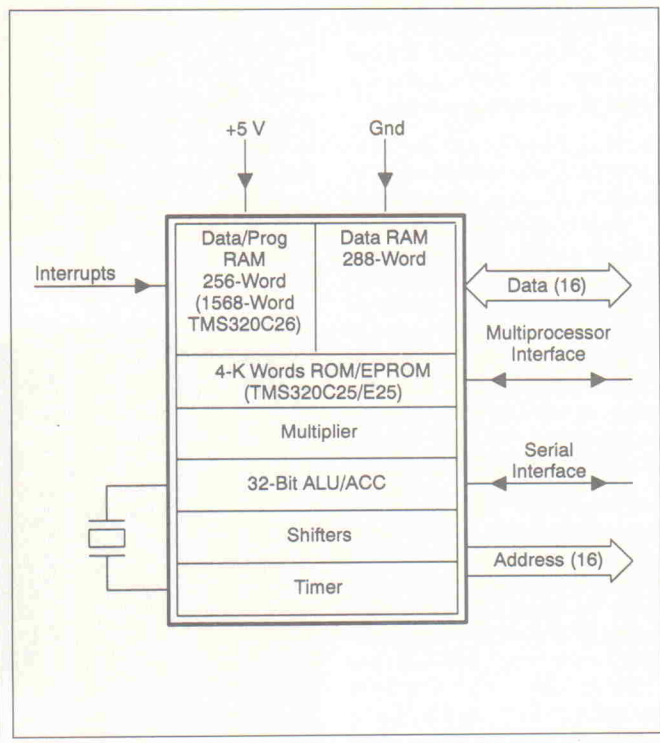 +5 V
Gnd
Data/Prog
RAM
256-Word
(1568-Word
TMS320C26)
Data RAM
288-Word
Interrupts
Data (16)
Multiprocessor
Interface
4-K Words ROM/EPROM
(TMS320C25/E25)
Multiplier
Serial
Interface
32-Bit ALU/ACC
Shifters
Address (16)
Timer